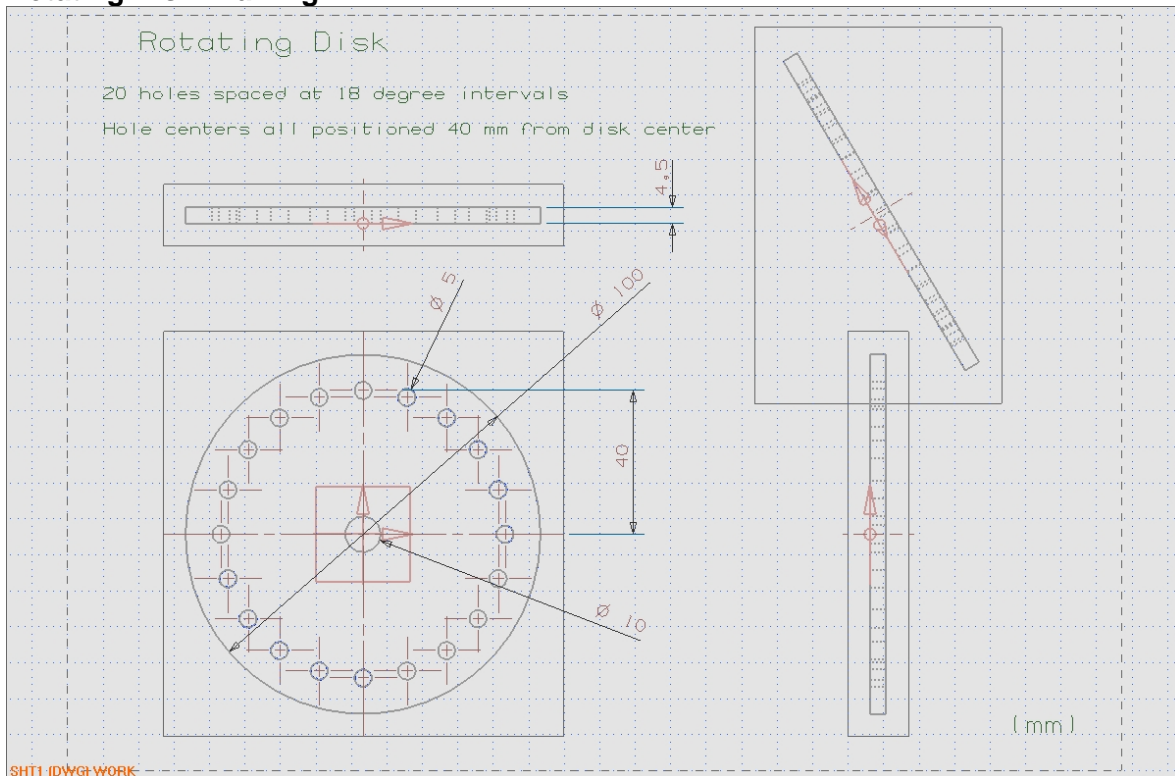 Rotating Disk
20 holes spaced at 18 degree intervals
Hole centers all positioned 40 mm from disk center
4,5
Ø 5
Ø 100
40
Ø 10
(mm)
SHT1 (DWG) WORK